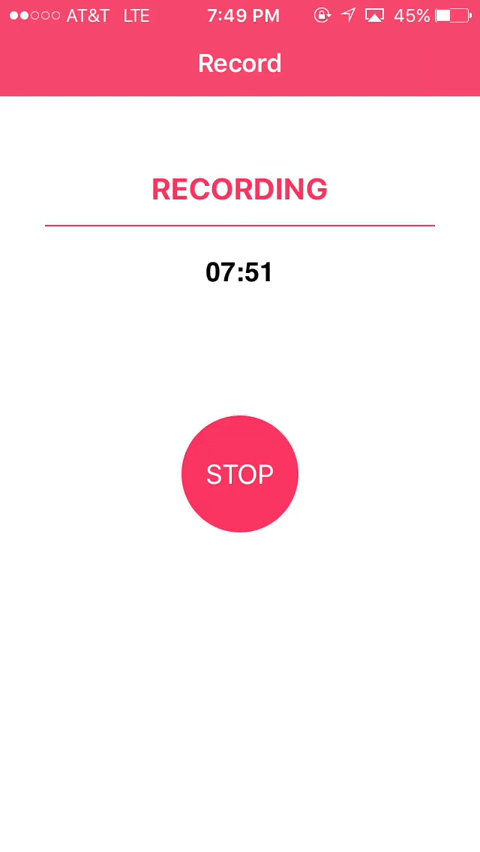 AT&T LTE 7:49 PM 45%
Record
RECORDING
07:51
STOP